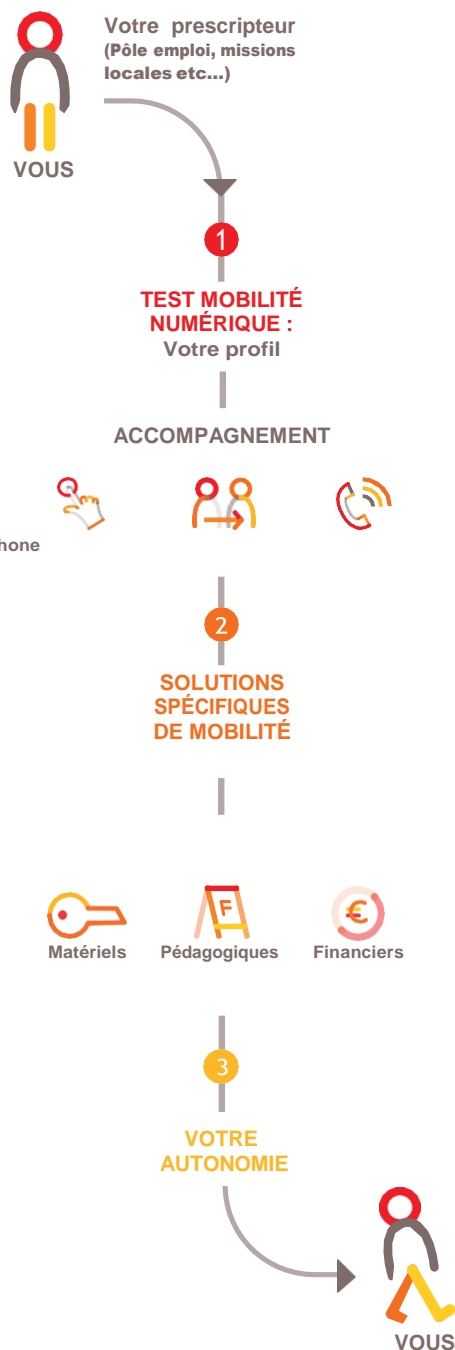 Votre prescripteur
(Pôle emploi, missions
locales etc...)
VOUS
1
TEST MOBILITÉ
NUMÉRIQUE :
Votre profil
ACCOMPAGNEMENT
hone
2
SOLUTIONS
SPÉCIFIQUES
DE MOBILITÉ
F
€
Matériels Pédagogiques Financiers
3
VOTRE
AUTONOMIE
VOUS